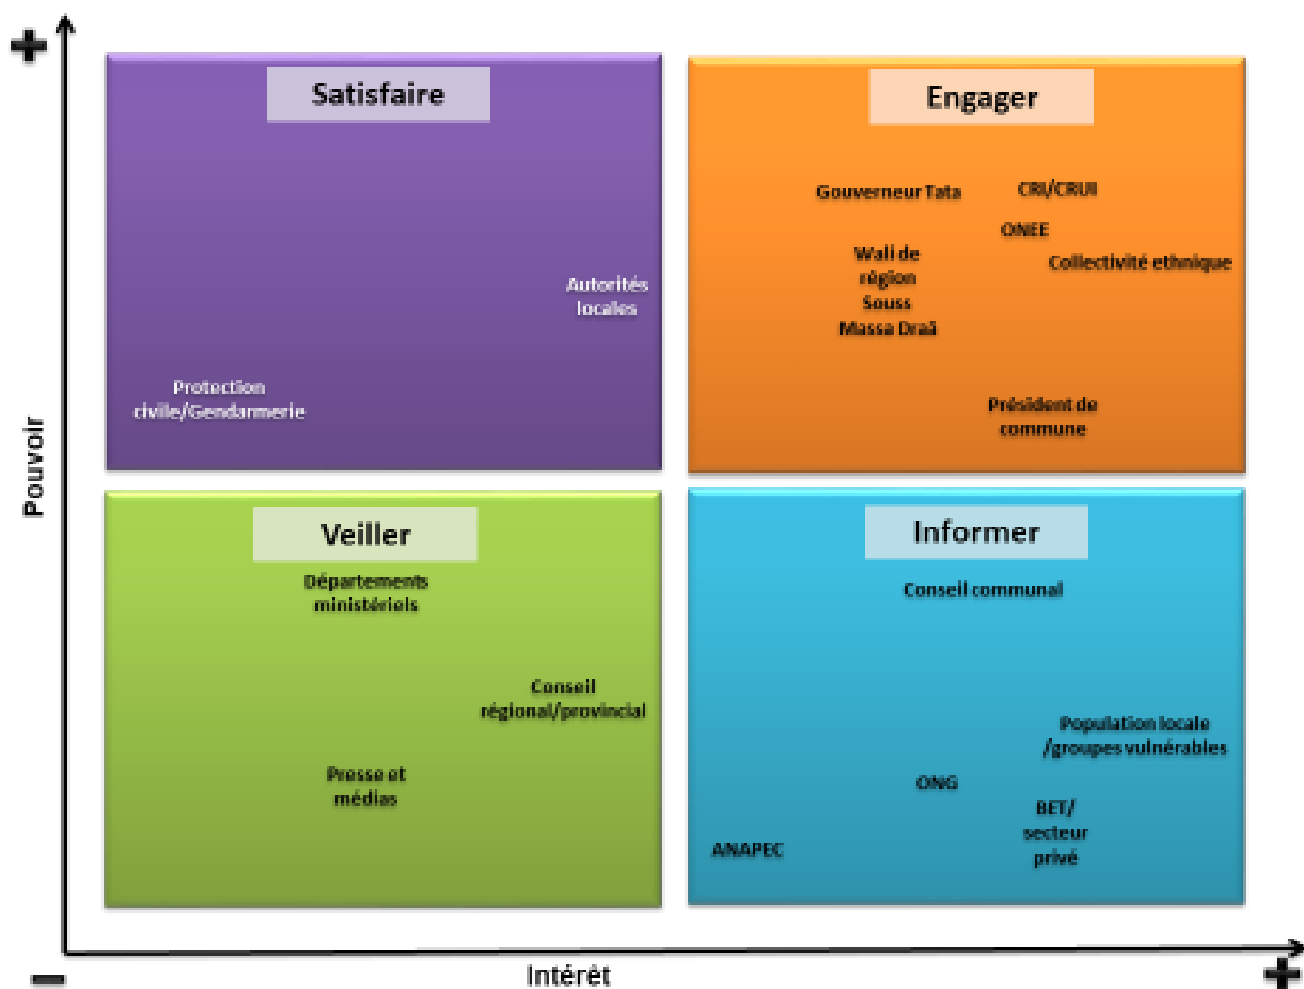 +
Satisfaire
Engager
Gouverneur Tata
CRI/CRUI
ONEE
Wali de
région
Souss
Massa Draâ
Collectivité ethnique
Autorités
locales
Protection
civile/Gendarmerie
Président de
commune
Pouvoir
Veiller
Informer
Départements
ministériels
Conseil communal
Conseil
régional/provincial
Population locale
/groupes vulnérables
Presse et
médias
ONG
BET/
secteur
privé
ANAPEC
−
Intérêt
+